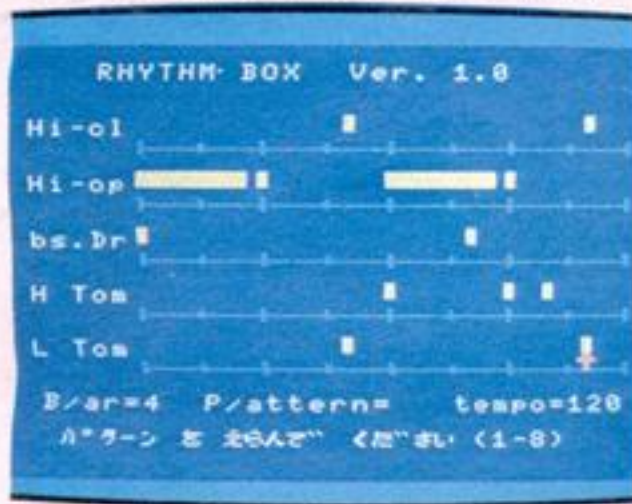 RHYTHM BOX Ver. 1.0
Hi-cl
Hi-op
bs.Dr
H Tom
L Tom
B/ar=4 P/attern= tempo=120
パターン を えらんで ください (1-8)